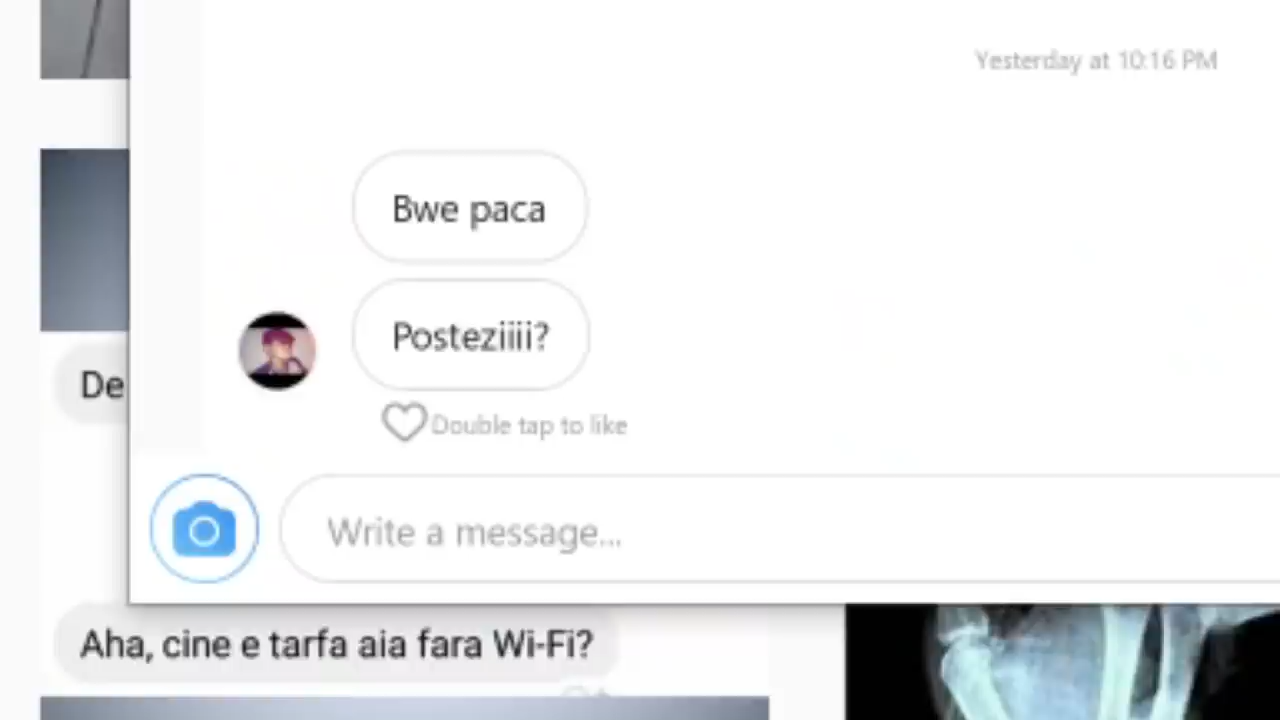 Yesterday at 10:16 PM
Bwe paca
Posteziiii?
De
Double tap to like
Write a message...
Aha, cine e tarfa aia fara Wi-Fi?